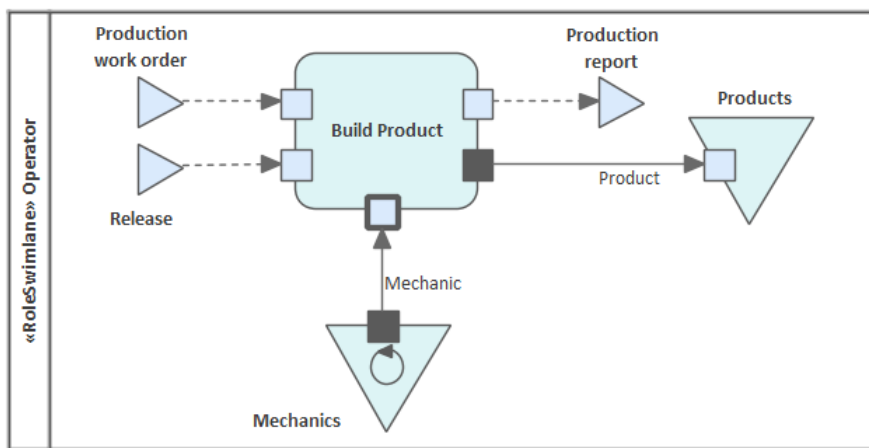 «RoleSwimlane» Operator
Production
work order
Release
Build Product
Production
report
Products
Product
Mechanic
Mechanics